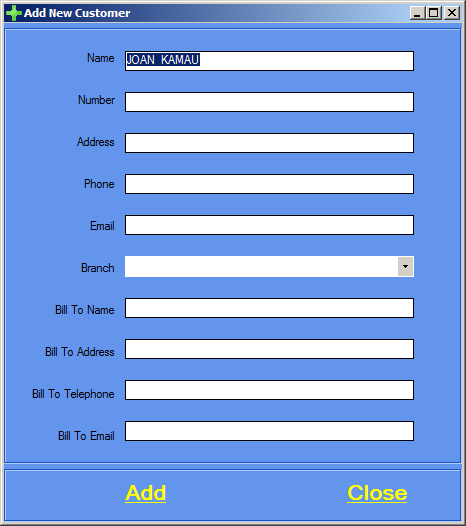 Add New Customer
Name JOAN KAMAU
Number
Address
Phone
Email
Branch
Bill To Name
Bill To Address
Bill To Telephone
Bill To Email
Add Close